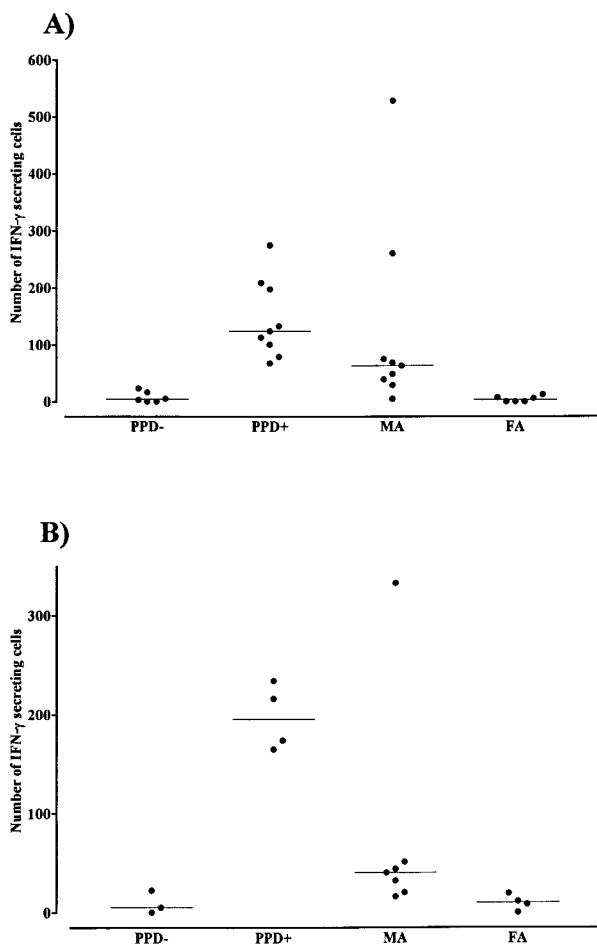 A)
Number of IFN-γ secreting cells
600
500
400
300
200
100
0
PPD- PPD+ MA FA
B)
Number of IFN-γ secreting cells
300
200
100
0
PPD- PPD+ MA FA